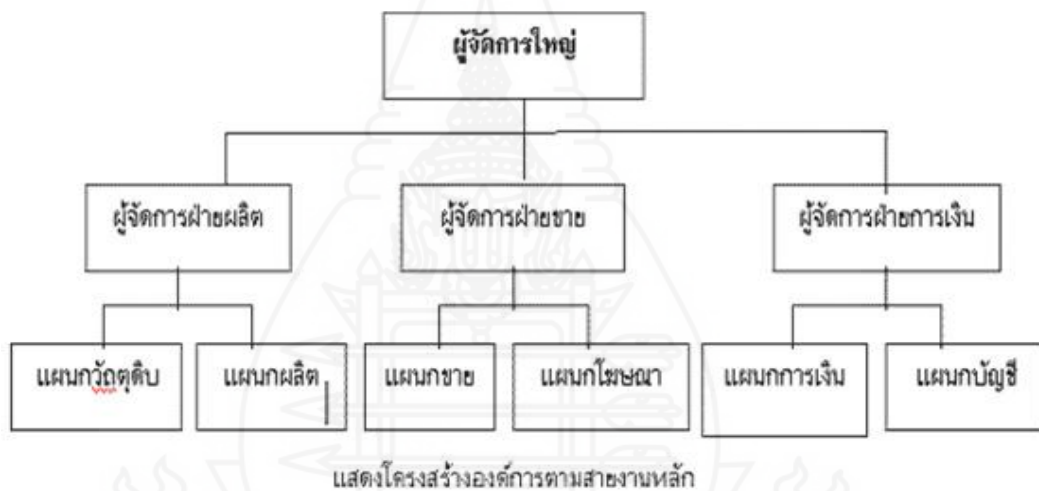 ผู้จัดการใหญ่
ผู้จัดการฝ่ายผลิต
ผู้จัดการฝ่ายขาย
ผู้จัดการฝ่ายการเงิน
แผนกวัถตุดิบ
แผนกผลิต
แผนกขาย
แผนกโฆษณา
แผนกการเงิน
แผนกบัญชี
แสดงโครงสร้างองค์การตามสายงานหลัก